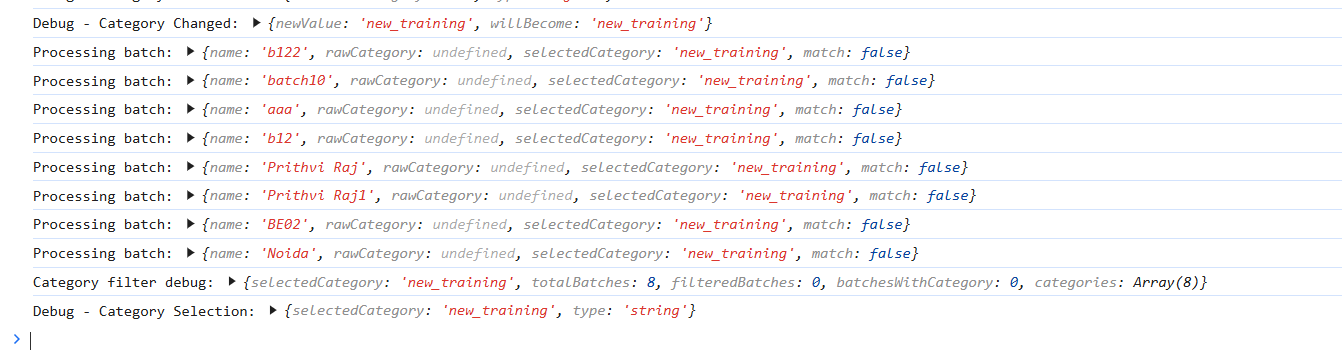 Debug - Category Changed: ▶ {newValue: 'new_training', willBecome: 'new_training'}
Processing batch: ▶ {name: 'b122', rawCategory: undefined, selectedCategory: 'new_training', match: false}
Processing batch: ▶ {name: 'batch10', rawCategory: undefined, selectedCategory: 'new_training', match: false}
Processing batch: ▶ {name: 'aaa', rawCategory: undefined, selectedCategory: 'new_training', match: false}
Processing batch: ▶ {name: 'b12', rawCategory: undefined, selectedCategory: 'new_training', match: false}
Processing batch: ▶ {name: 'Prithvi Raj', rawCategory: undefined, selectedCategory: 'new_training', match: false}
Processing batch: ▶ {name: 'Prithvi Raj1', rawCategory: undefined, selectedCategory: 'new_training', match: false}
Processing batch: ▶ {name: 'BE02', rawCategory: undefined, selectedCategory: 'new_training', match: false}
Processing batch: ▶ {name: 'Noida', rawCategory: undefined, selectedCategory: 'new_training', match: false}
Category filter debug: ▶ {selectedCategory: 'new_training', totalBatches: 8, filteredBatches: 0, batchesWithCategory: 0, categories: Array(8)}
Debug - Category Selection: ▶ {selectedCategory: 'new_training', type: 'string'}
>